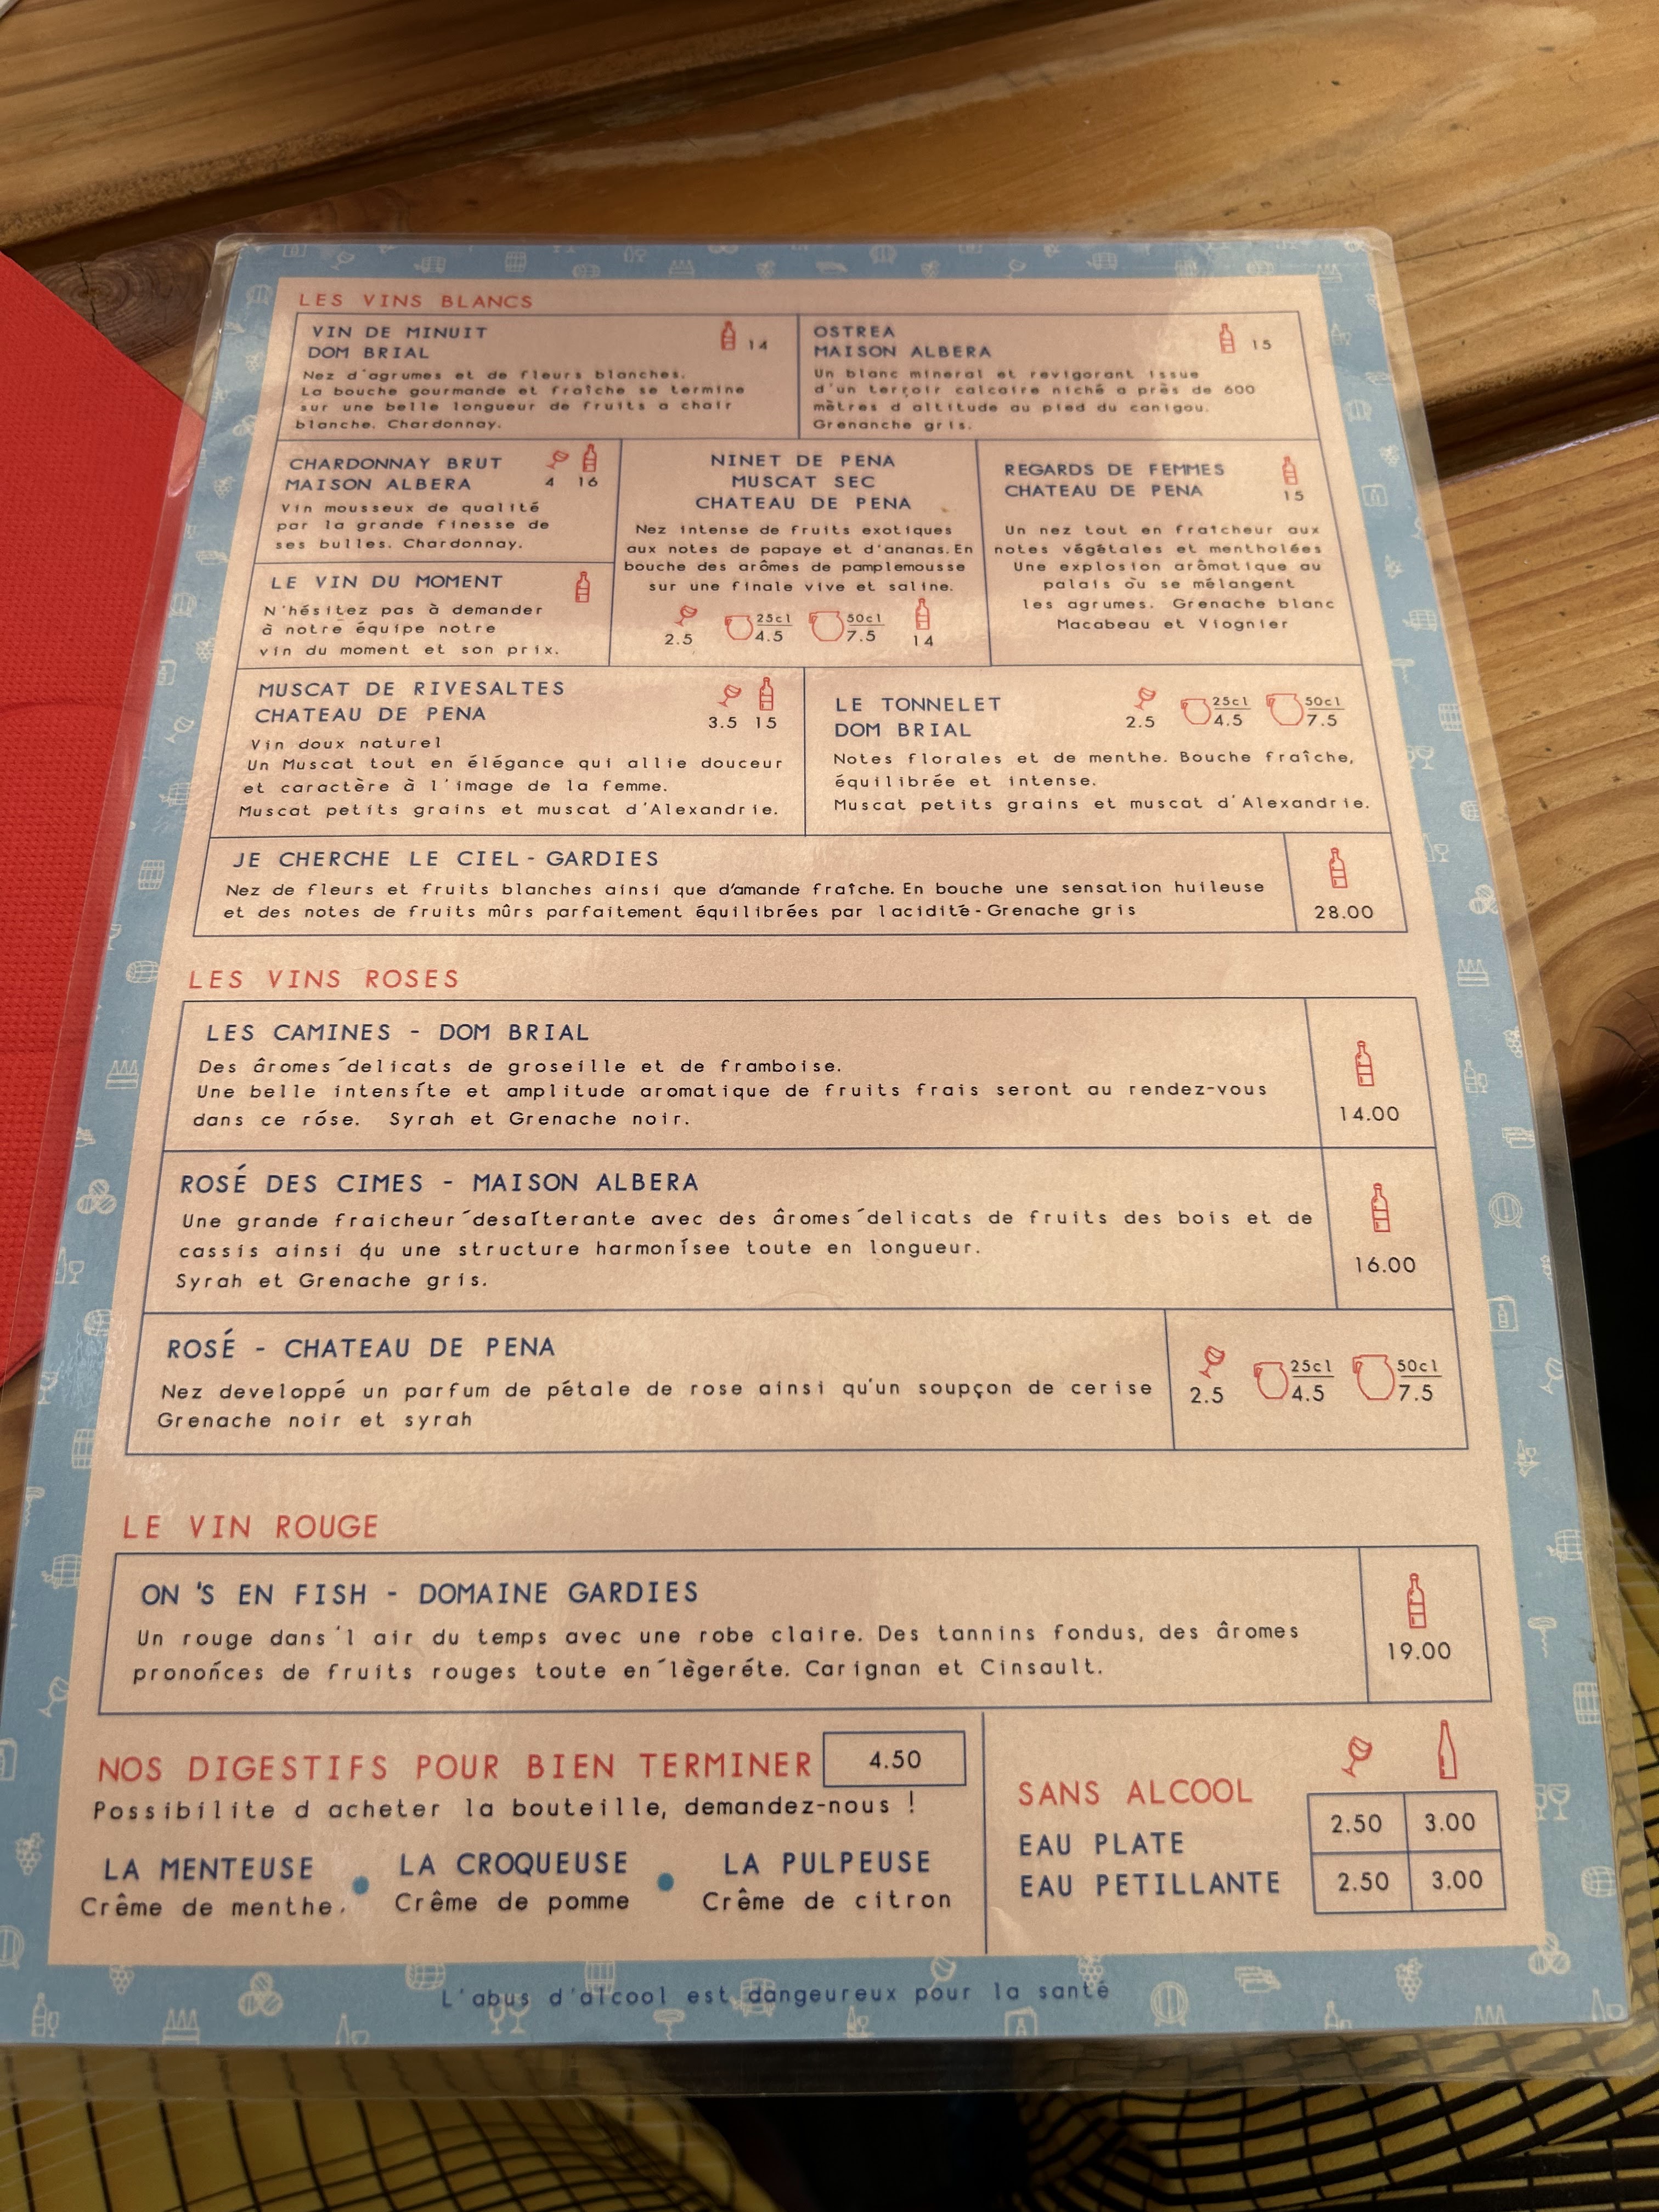 LES VINS BLANCS
VIN DE MINUIT
DOM BRIAL
14
Nez d'agrumes et de fleurs blanches.
La bouche gourmande et fraîche se termine
sur une belle longueur de fruits a chair
blanche. Chardonnay.
OSTREA
MAISON ALBERA
15
Un blanc mineral et revigorant issue
d'un terroir calcaire niché a près de 600
mètres d altitude au pied du canigou.
Grenanche gris.
CHARDONNAY BRUT
MAISON ALBERA
4 16
Vin mousseux de qualité
par la grande finesse de
ses bulles. Chardonnay.
LE VIN DU MOMENT
N'hésitez pas à demander
à notre équipe notre
vin du moment et son prix.
NINET DE PENA
MUSCAT SEC
CHATEAU DE PENA
Nez intense de fruits exotiques
aux notes de papaye et d'ananas. En
bouche des arômes de pamplemousse
sur une finale vive et saline.
25cl 50cl
2.5 4.5 7.5 14
REGARDS DE FEMMES
CHATEAU DE PENA
15
Un nez tout en fraîcheur aux
notes végétales et mentholées
Une explosion arômatique au
palais où se mélangent
les agrumes. Grenache blanc
Macabeau et Viognier
MUSCAT DE RIVESALTES
CHATEAU DE PENA
3.5 15
Vin doux naturel
Un Muscat tout en élégance qui allie douceur
et caractère à l'image de la femme.
Muscat petits grains et muscat d'Alexandrie.
LE TONNELET
DOM BRIAL
25cl 50cl
2.5 4.5 7.5
Notes florales et de menthe. Bouche fraîche,
équilibrée et intense.
Muscat petits grains et muscat d'Alexandrie.
JE CHERCHE LE CIEL - GARDIES
Nez de fleurs et fruits blanches ainsi que d'amande fraîche. En bouche une sensation huileuse
et des notes de fruits mûrs parfaitement équilibrées par lacidité - Grenache gris
28.00
LES VINS ROSES
LES CAMINES - DOM BRIAL
Des âromes ´delicats de groseille et de framboise.
Une belle intensíte et amplitude aromatique de fruits frais seront au rendez-vous
dans ce róse. Syrah et Grenache noir.
14.00
ROSÉ DES CIMES - MAISON ALBERA
Une grande fraicheur ´desaĺterante avec des âromes ´delicats de fruits des bois et de
cassis ainsi q́u une structure harmonísee toute en longueur.
Syrah et Grenache gris.
16.00
ROSÉ - CHATEAU DE PENA
Nez developpé un parfum de pétale de rose ainsi qu'un soupçon de cerise
Grenache noir et syrah
25cl 50cl
2.5 4.5 7.5
LE VIN ROUGE
ON 'S EN FISH - DOMAINE GARDIES
Un rouge dans ´l air du temps avec une robe claire. Des tannins fondus, des âromes
prononćes de fruits rouges toute en ´lègeréte. Carignan et Cinsault.
19.00
NOS DIGESTIFS POUR BIEN TERMINER 4.50
Possibilite d acheter la bouteille, demandez-nous !
LA MENTEUSE • LA CROQUEUSE • LA PULPEUSE
Crême de menthe. Crême de pomme Crême de citron
SANS ALCOOL
EAU PLATE 2.50 3.00
EAU PETILLANTE 2.50 3.00
L'abus d'alcool est dangeureux pour la santé